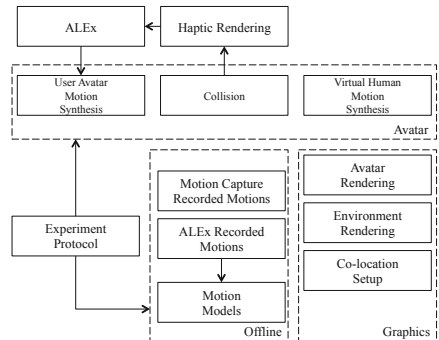 ALEx
Haptic Rendering
User Avatar
Motion
Synthesis
Collision
Virtual Human
Motion
Synthesis
Avatar
Motion Capture
Recorded Motions
Avatar
Rendering
Experiment
Protocol
ALEx Recorded
Motions
Environment
Rendering
Motion
Models
Co-location
Setup
Offline
Graphics